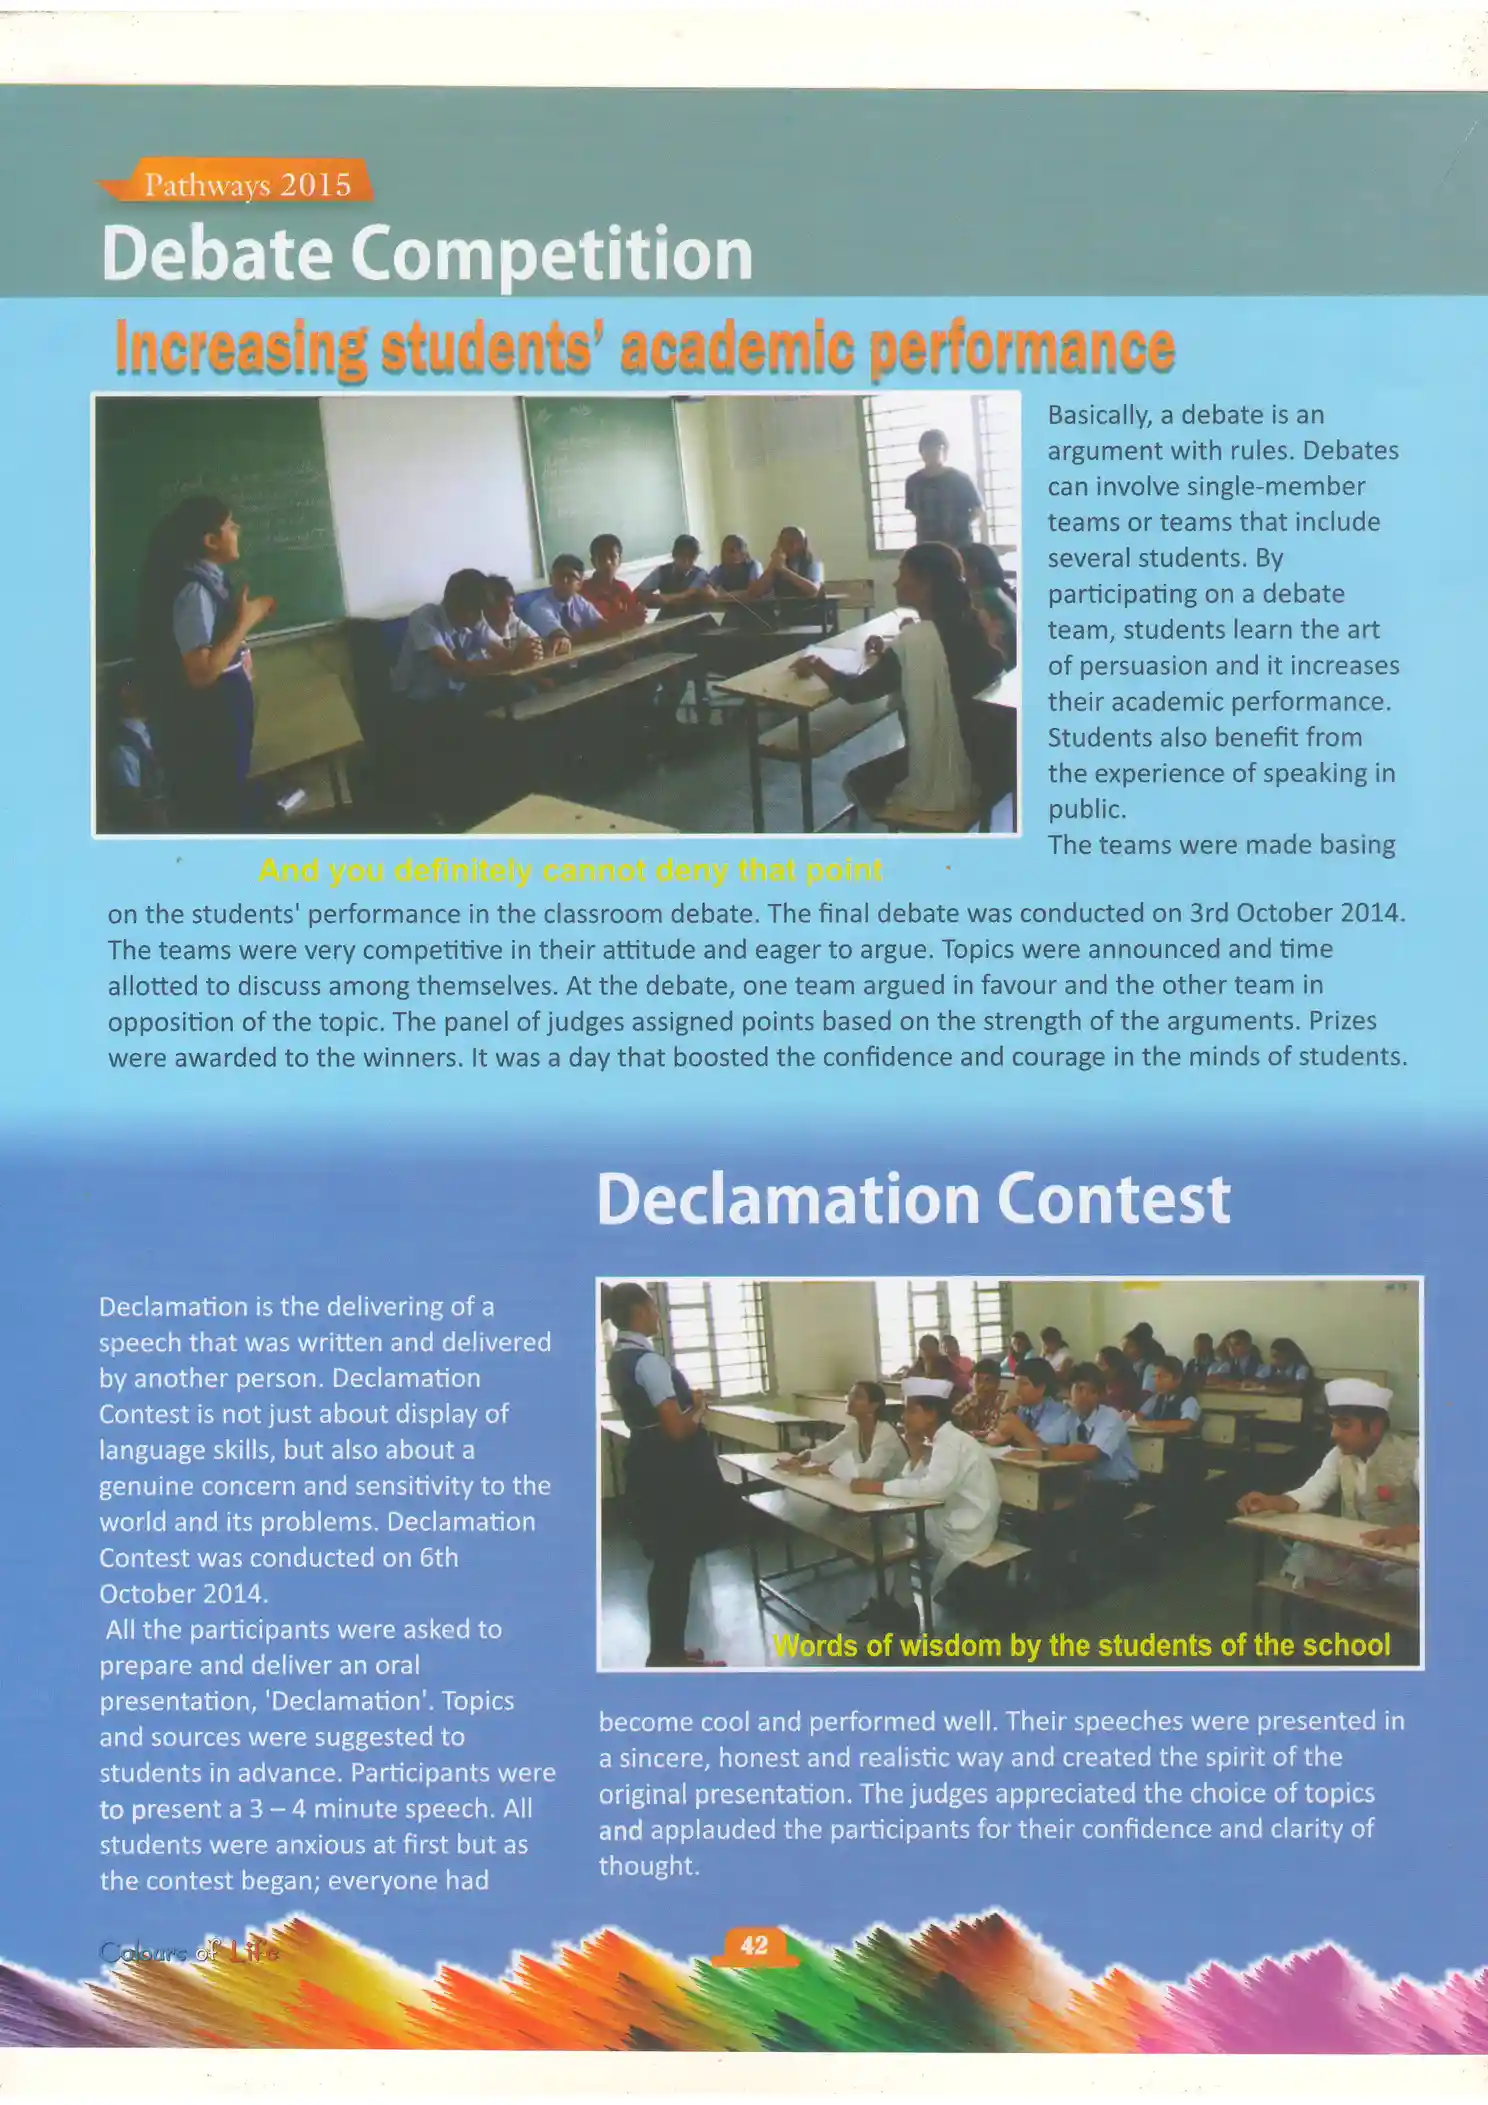 Pathways 2015
Debate Competition
Increasing students' academic performance
Basically, a debate is an
argument with rules. Debates
can involve single-member
teams or teams that include
several students. By
participating on a debate
team, students learn the art
of persuasion and it increases
their academic performance.
Students also benefit from
the experience of speaking in
public.
The teams were made basing
And you definitely cannot deny that point
on the students' performance in the classroom debate. The final debate was conducted on 3rd October 2014.
The teams were very competitive in their attitude and eager to argue. Topics were announced and time
allotted to discuss among themselves. At the debate, one team argued in favour and the other team in
opposition of the topic. The panel of judges assigned points based on the strength of the arguments. Prizes
were awarded to the winners. It was a day that boosted the confidence and courage in the minds of students.
Declamation Contest
Declamation is the delivering of a
speech that was written and delivered
by another person. Declamation
Contest is not just about display of
language skills, but also about a
genuine concern and sensitivity to the
world and its problems. Declamation
Contest was conducted on 6th
October 2014.
All the participants were asked to
prepare and deliver an oral
presentation, 'Declamation'. Topics
and sources were suggested to
students in advance. Participants were
to present a 3 – 4 minute speech. All
students were anxious at first but as
the contest began; everyone had
Words of wisdom by the students of the school
become cool and performed well. Their speeches were presented in
a sincere, honest and realistic way and created the spirit of the
original presentation. The judges appreciated the choice of topics
and applauded the participants for their confidence and clarity of
thought.
Colours of Life
42